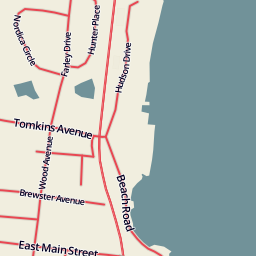 Nordica Circle
Farley Drive
Hunter Place
Hudson Drive
Tomkins Avenue
Wood Avenue
Brewster Avenue
Beach Road
East Main Street